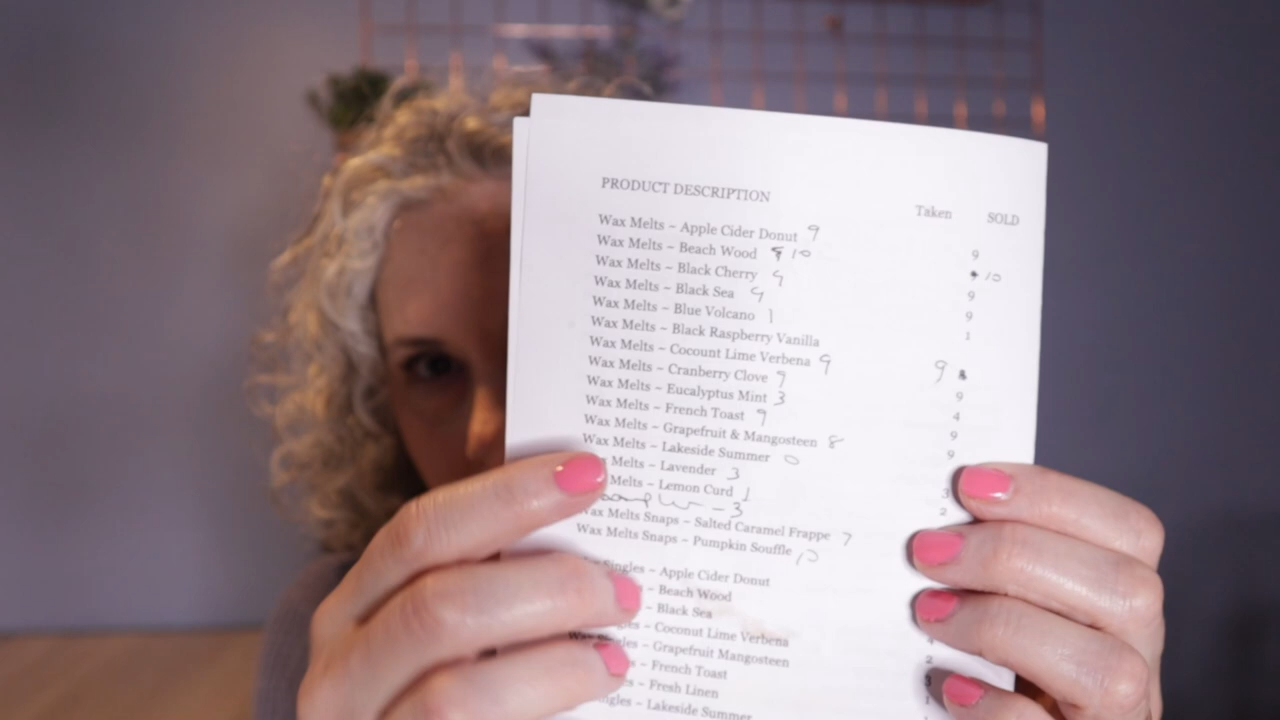 PRODUCT DESCRIPTION Taken SOLD
Wax Melts ~ Apple Cider Donut 9 9
Wax Melts ~ Beach Wood 10 10
Wax Melts ~ Black Cherry 9 9
Wax Melts ~ Black Sea 9 9
Wax Melts ~ Blue Volcano 1 1
Wax Melts ~ Black Raspberry Vanilla
Wax Melts ~ Cocount Lime Verbena 9 9
Wax Melts ~ Cranberry Clove 9 9
Wax Melts ~ Eucalyptus Mint 3 4
Wax Melts ~ French Toast 9 9
Wax Melts ~ Grapefruit & Mangosteen 8 9
Wax Melts ~ Lakeside Summer 0
Melts ~ Lavender 3 3
Melts ~ Lemon Curd 1 2
- 3
Wax Melts Snaps ~ Salted Caramel Frappe 7
Wax Melts Snaps ~ Pumpkin Souffle 10
Singles ~ Apple Cider Donut
~ Beach Wood
~ Black Sea
~ Coconut Lime Verbena
~ Grapefruit Mangosteen 2
~ French Toast 3
~ Fresh Linen 1
~ Lakeside Summer